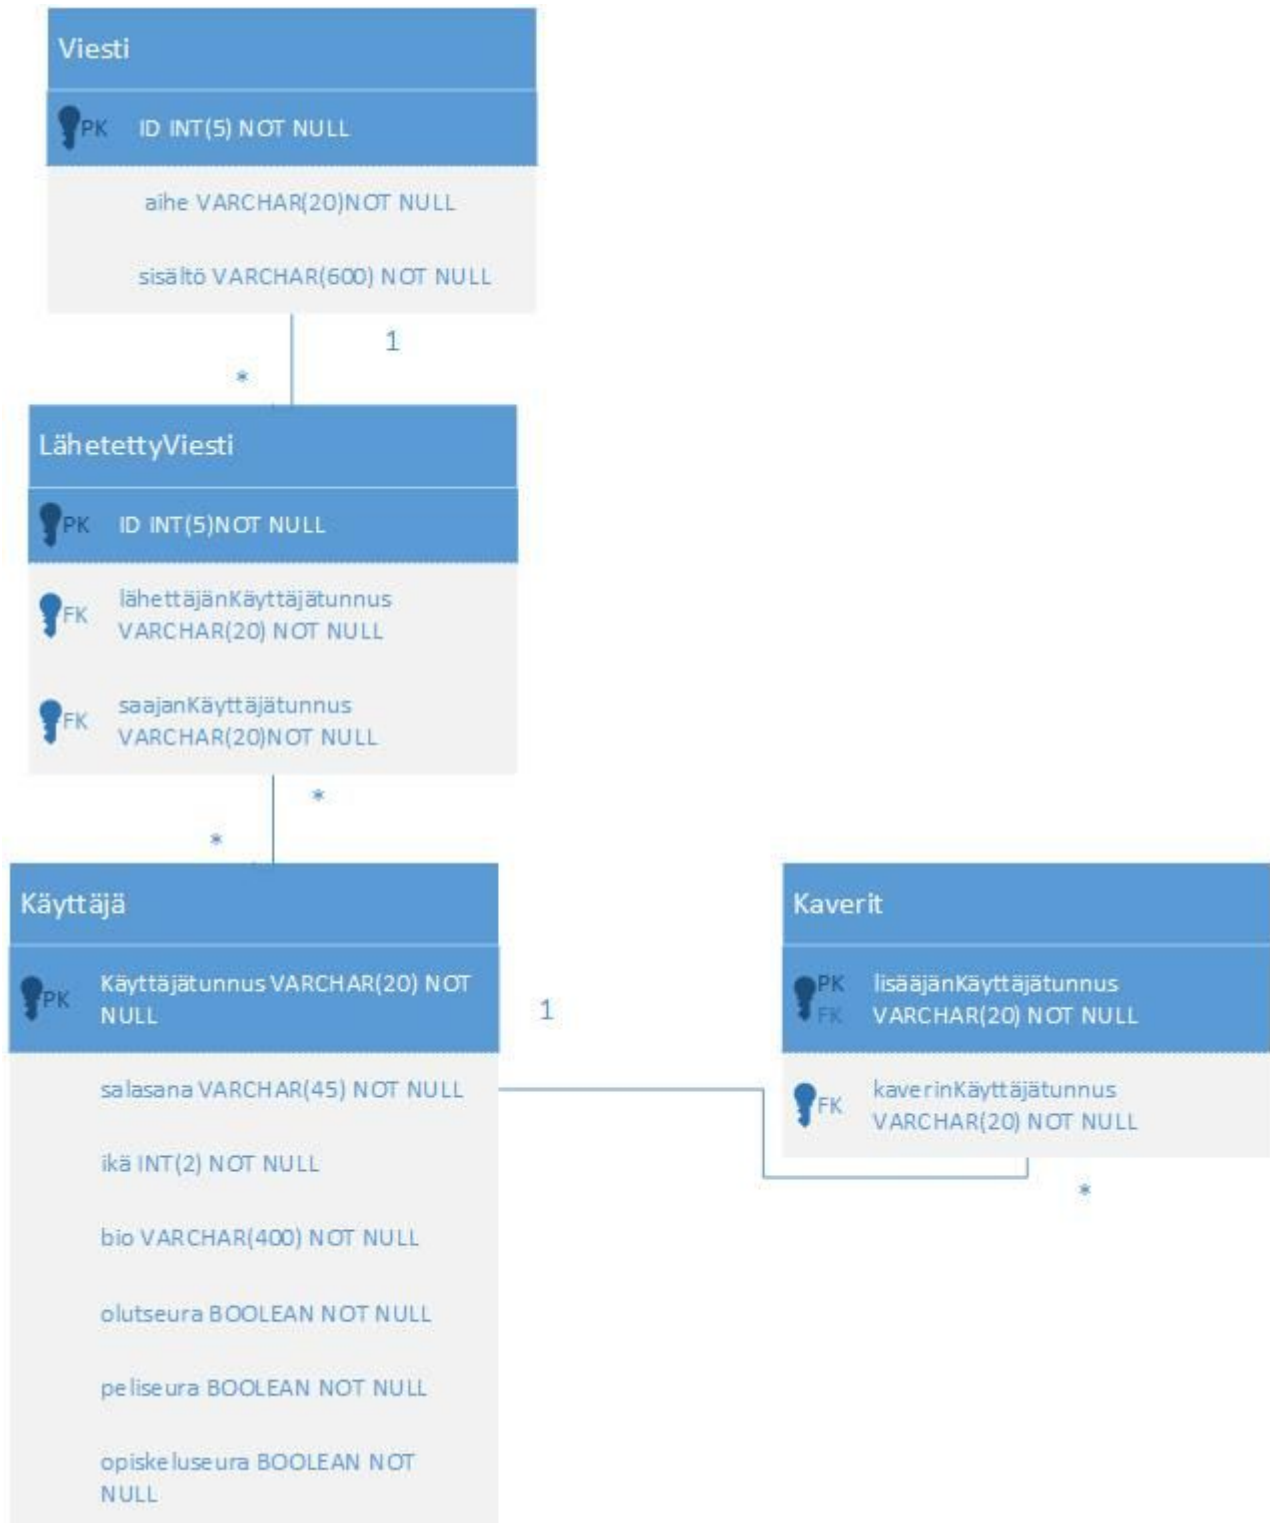 Viesti
PK ID INT(5) NOT NULL
aihe VARCHAR(20)NOT NULL
sisältö VARCHAR(600) NOT NULL
1
*
LähetettyViesti
PK ID INT(5)NOT NULL
FK lähettäjänKäyttäjätunnus
VARCHAR(20) NOT NULL
FK saajanKäyttäjätunnus
VARCHAR(20)NOT NULL
*
*
Käyttäjä
PK Käyttäjätunnus VARCHAR(20) NOT
NULL
salasana VARCHAR(45) NOT NULL
ikä INT(2) NOT NULL
bio VARCHAR(400) NOT NULL
olutseura BOOLEAN NOT NULL
peliseura BOOLEAN NOT NULL
opiskeluseura BOOLEAN NOT
NULL
1
Kaverit
PK lisääjänKäyttäjätunnus
FK VARCHAR(20) NOT NULL
FK kaverinKäyttäjätunnus
VARCHAR(20) NOT NULL
*